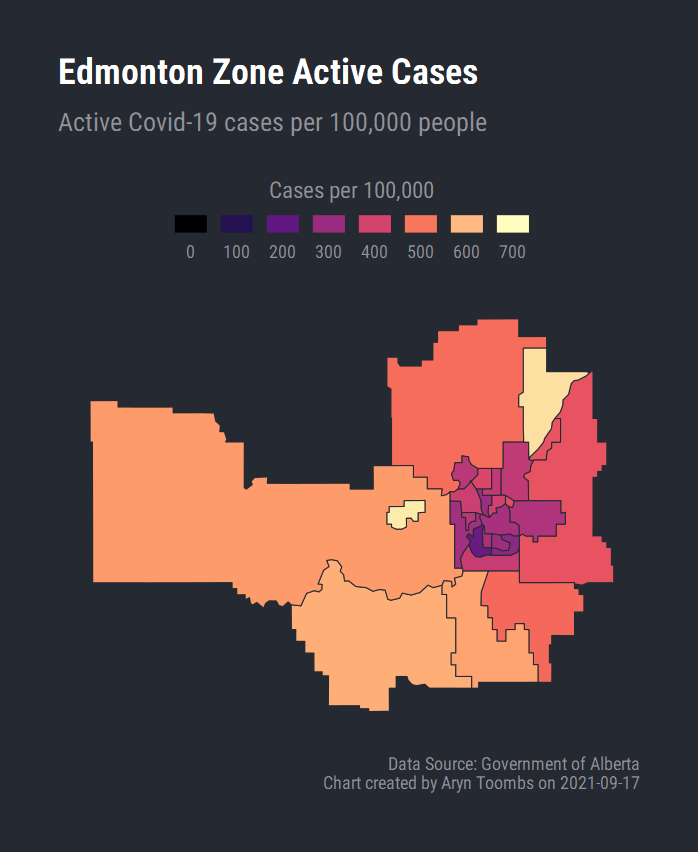 Edmonton Zone Active Cases
Active Covid-19 cases per 100,000 people
Cases per 100,000
0 100 200 300 400 500 600 700
Data Source: Government of Alberta
Chart created by Aryn Toombs on 2021-09-17